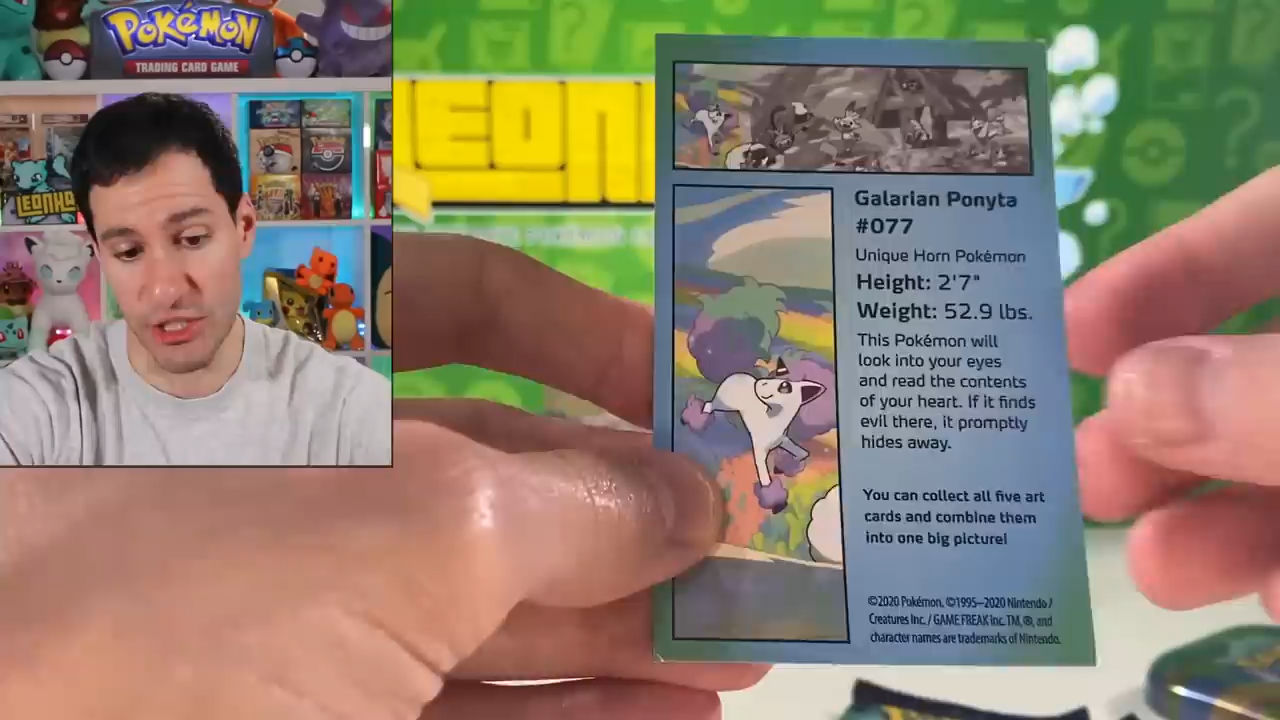 POKéMON
TRADING CARD GAME
LEONHA
EON
Galarian Ponyta
#077
Unique Horn Pokémon
Height: 2'7"
Weight: 52.9 lbs.
This Pokémon will
look into your eyes
and read the contents
of your heart. If it finds
evil there, it promptly
hides away.
You can collect all five art
cards and combine them
into one big picture!
©2020 Pokémon. ©1995–2020 Nintendo /
Creatures Inc. / GAME FREAK inc. TM, ®, and
character names are trademarks of Nintendo.